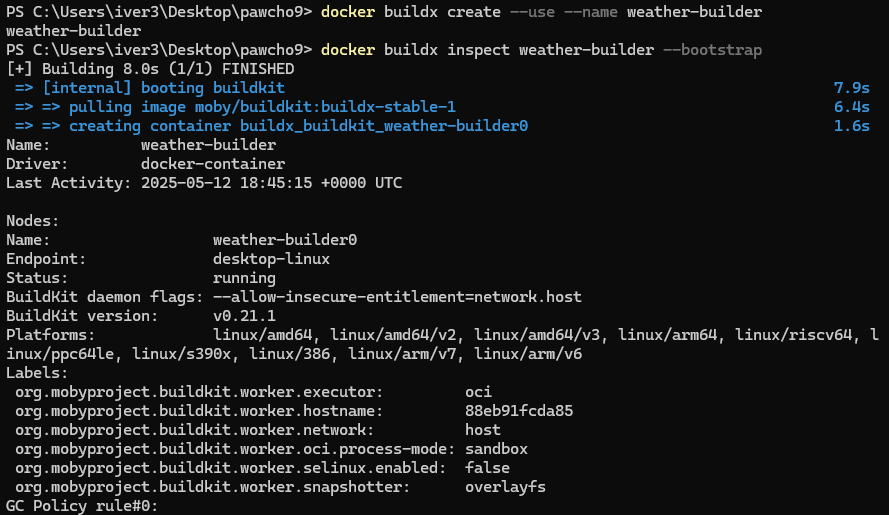 PS C:\Users\iver3\Desktop\pawcho9> docker buildx create --use --name weather-builder
weather-builder
PS C:\Users\iver3\Desktop\pawcho9> docker buildx inspect weather-builder --bootstrap
[+] Building 8.0s (1/1) FINISHED
 => [internal] booting buildkit 7.9s
 => => pulling image moby/buildkit:buildx-stable-1 6.4s
 => => creating container buildx_buildkit_weather-builder0 1.6s
Name:          weather-builder
Driver:        docker-container
Last Activity: 2025-05-12 18:45:15 +0000 UTC

Nodes:
Name:                  weather-builder0
Endpoint:              desktop-linux
Status:                running
BuildKit daemon flags: --allow-insecure-entitlement=network.host
BuildKit version:      v0.21.1
Platforms:             linux/amd64, linux/amd64/v2, linux/amd64/v3, linux/arm64, linux/riscv64, l
inux/ppc64le, linux/s390x, linux/386, linux/arm/v7, linux/arm/v6
Labels:
 org.mobyproject.buildkit.worker.executor:         oci
 org.mobyproject.buildkit.worker.hostname:         88eb91fcda85
 org.mobyproject.buildkit.worker.network:          host
 org.mobyproject.buildkit.worker.oci.process-mode: sandbox
 org.mobyproject.buildkit.worker.selinux.enabled:  false
 org.mobyproject.buildkit.worker.snapshotter:      overlayfs
GC Policy rule#0: